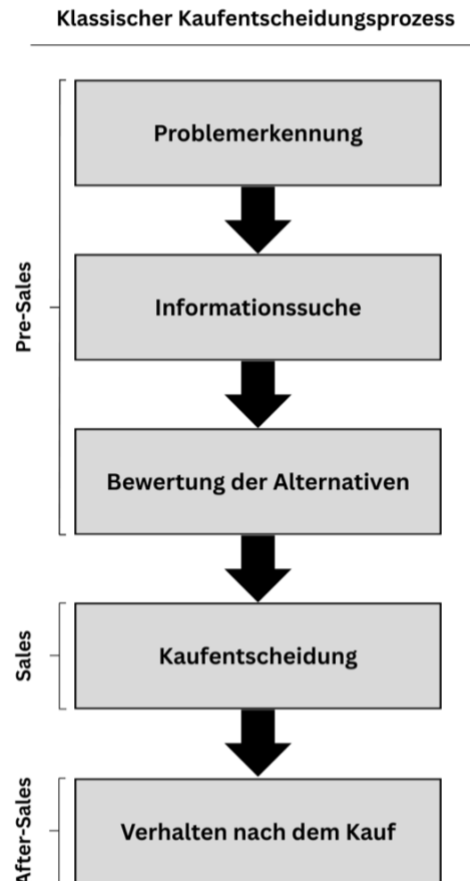 Klassischer Kaufentscheidungsprozess
Pre-Sales
Problemerkennung
Informationssuche
Bewertung der Alternativen
Sales
Kaufentscheidung
After-Sales
Verhalten nach dem Kauf